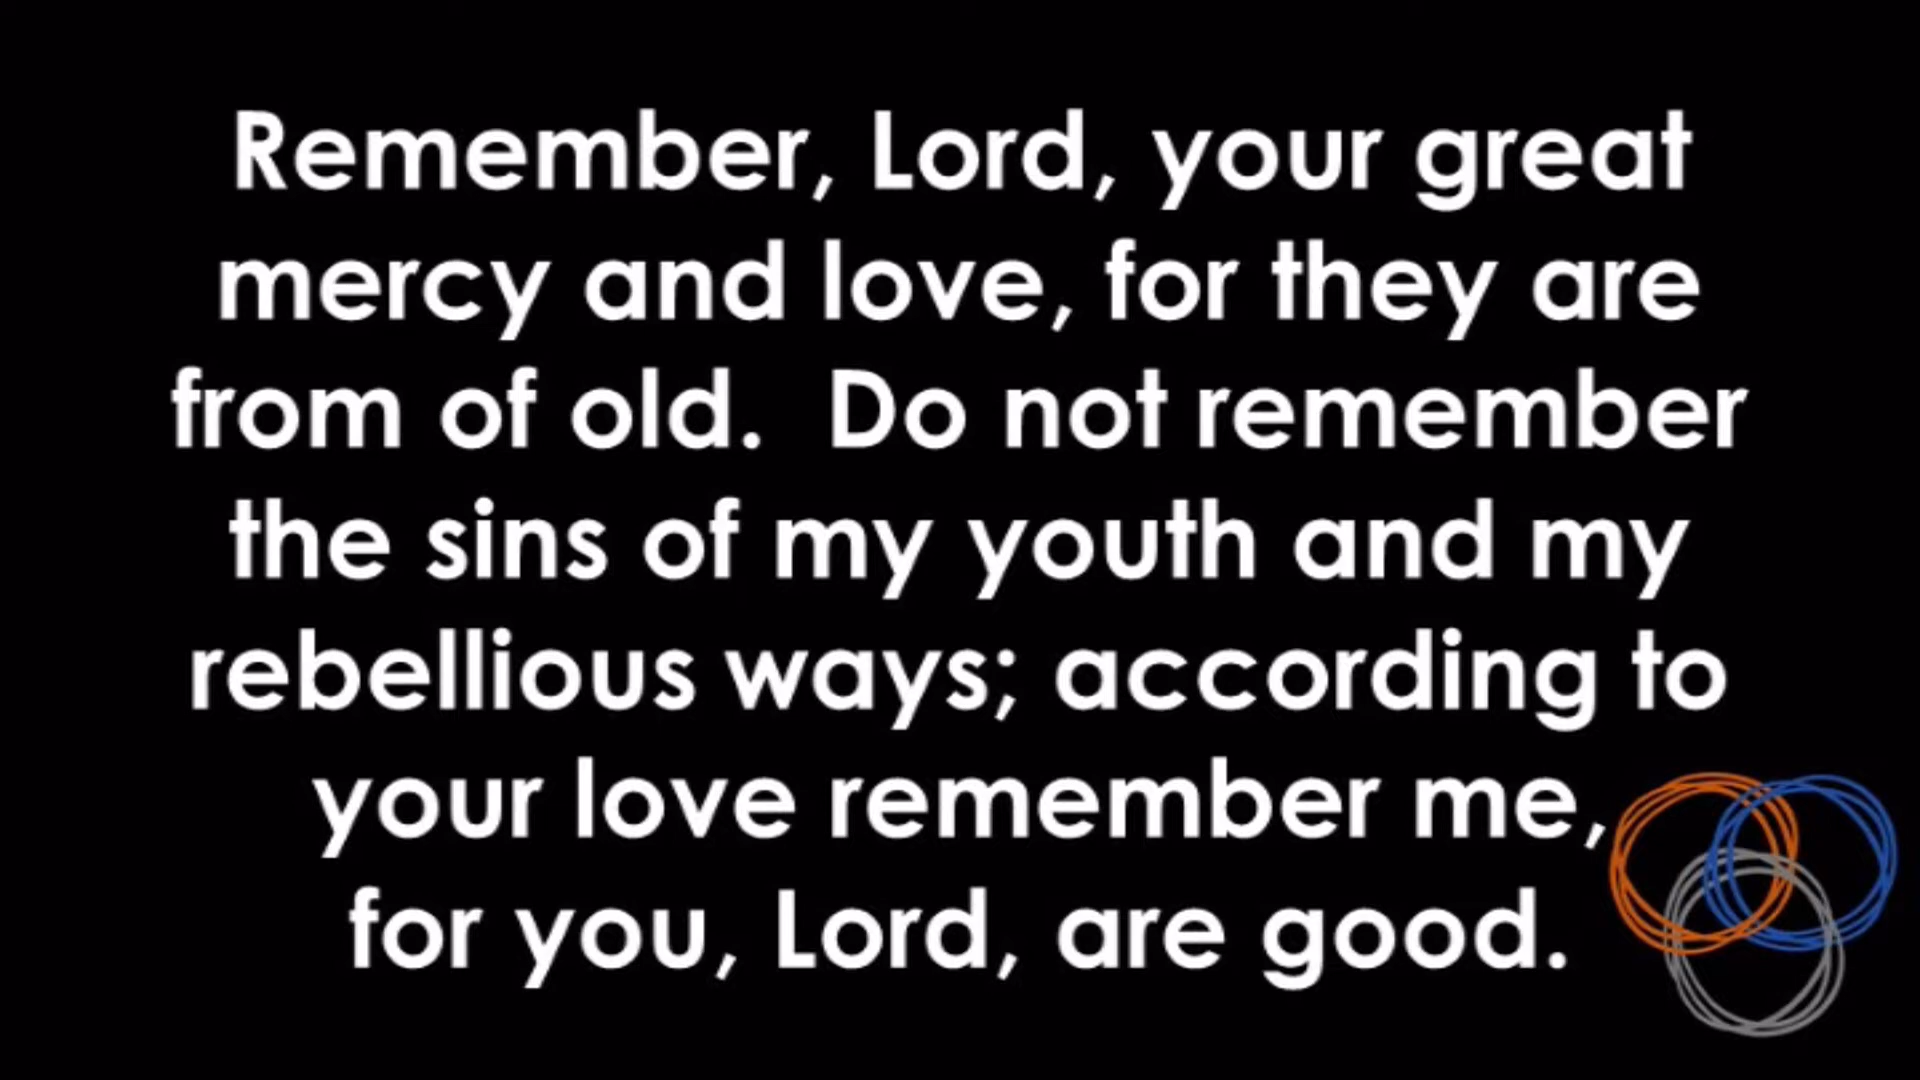 Remember, Lord, your great
mercy and love, for they are
from of old.  Do not remember
the sins of my youth and my
rebellious ways; according to
your love remember me,
for you, Lord, are good.